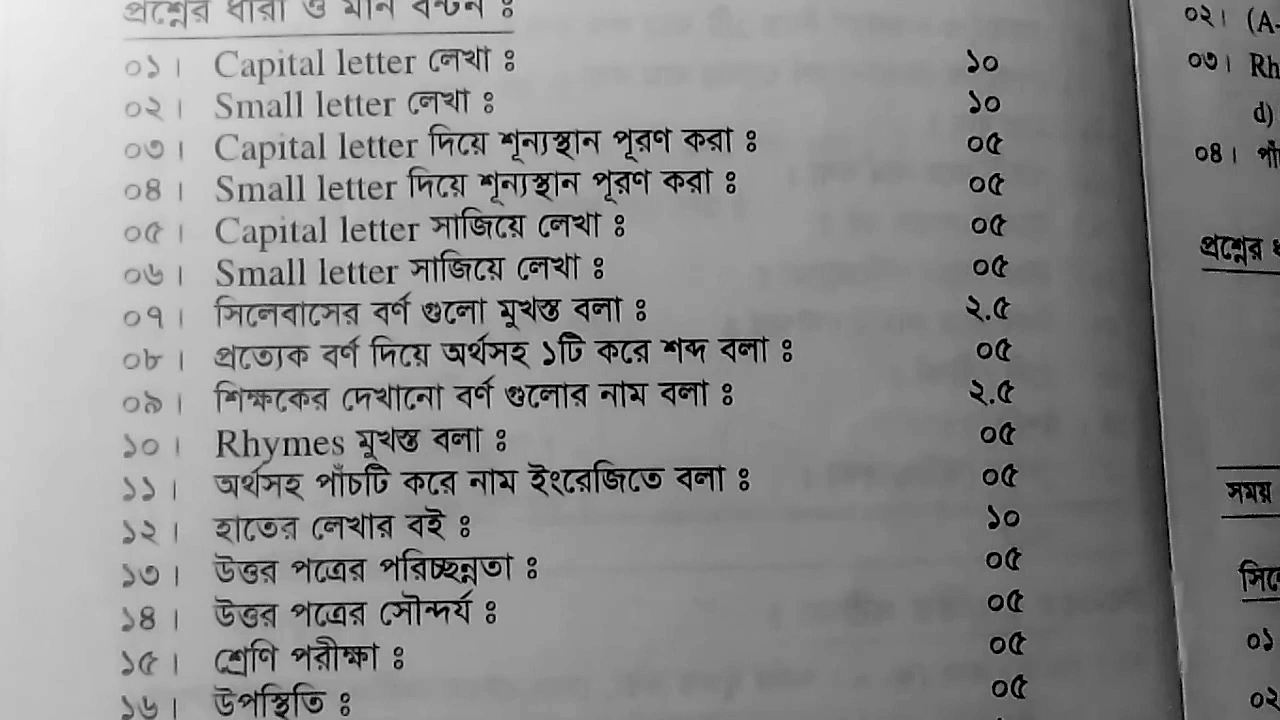 প্রশ্নের ধারা ও মান বন্টন ঃ
০১। Capital letter লেখা ঃ ১০
০২। Small letter লেখা ঃ ১০
০৩। Capital letter দিয়ে শূন্যস্থান পূরণ করা ঃ ০৫
০৪। Small letter দিয়ে শূন্যস্থান পূরণ করা ঃ ০৫
০৫। Capital letter সাজিয়ে লেখা ঃ ০৫
০৬। Small letter সাজিয়ে লেখা ঃ ০৫
০৭। সিলেবাসের বর্ণ গুলো মুখস্ত বলা ঃ ২.৫
০৮। প্রত্যেক বর্ণ দিয়ে অর্থসহ ১টি করে শব্দ বলা ঃ ০৫
০৯। শিক্ষকের দেখানো বর্ণ গুলোর নাম বলা ঃ ২.৫
১০। Rhymes মুখস্ত বলা ঃ ০৫
১১। অর্থসহ পাঁচটি করে নাম ইংরেজিতে বলা ঃ ০৫
১২। হাতের লেখার বই ঃ ১০
১৩। উত্তর পত্রের পরিচ্ছন্নতা ঃ ০৫
১৪। উত্তর পত্রের সৌন্দর্য ঃ ০৫
১৫। শ্রেণি পরীক্ষা ঃ ০৫
১৬। উপস্থিতি ঃ ০৫
০২। (A-
০৩। Rh
d)
০৪। পাঁ
প্রশ্নের
সময়
সিলে
০১
০২